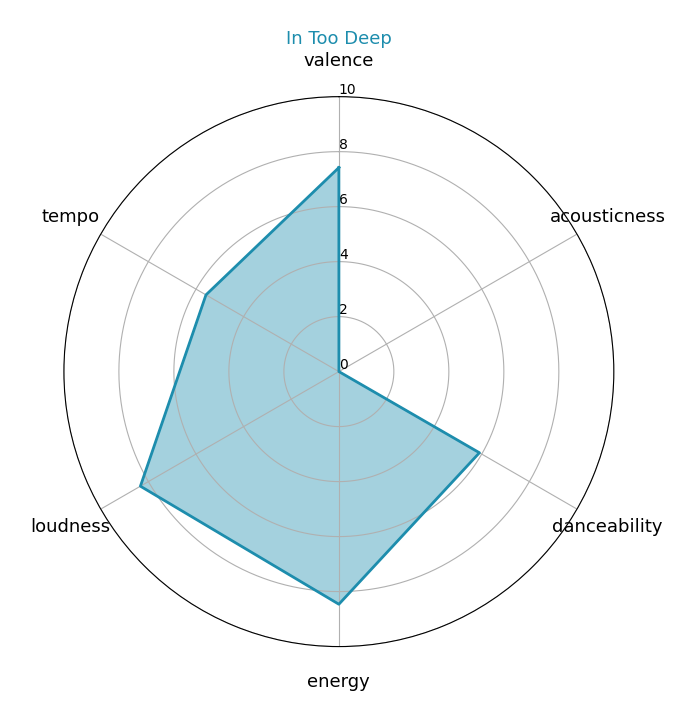 In Too Deep
valence
10
8
tempo
acousticness
6
4
2
0
loudness
danceability
energy